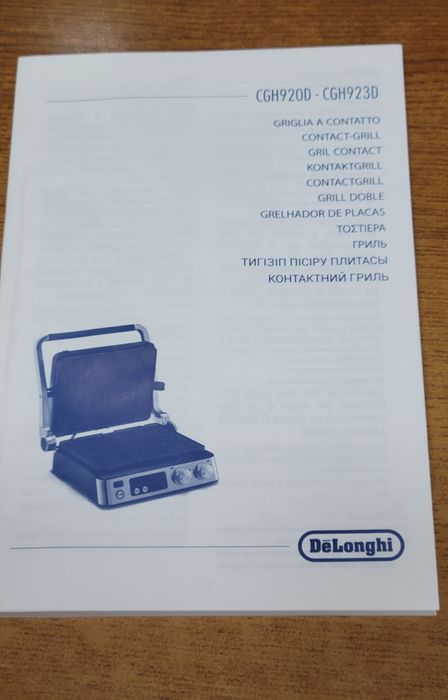 CGH920D - CGH923D
GRIGLIA A CONTATTO
CONTACT-GRILL
GRIL CONTACT
KONTAKTGRILL
CONTACTGRILL
GRILL DOBLE
GRELHADOR DE PLACAS
ΤΟΣΤΙΕΡΑ
ГРИЛЬ
ТИГІЗІП ПІСІРУ ПЛИТАСЫ
КОНТАКТНИЙ ГРИЛЬ
DēLonghi